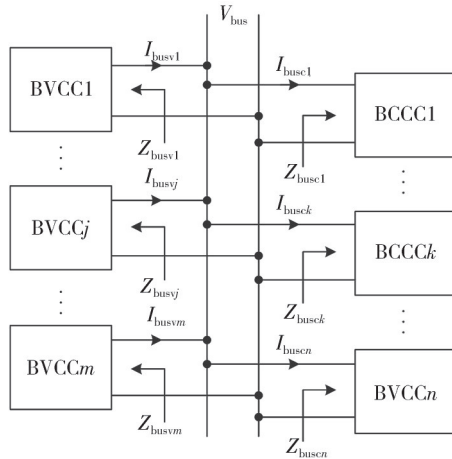 V_bus
I_busv1
I_busc1
BVCC1
BCCC1
Z_busv1
Z_busc1
I_busvj
I_busck
BVCCj
BCCCk
Z_busvj
Z_busck
I_busvm
I_buscn
BVCCm
BVCCn
Z_busvm
Z_buscn